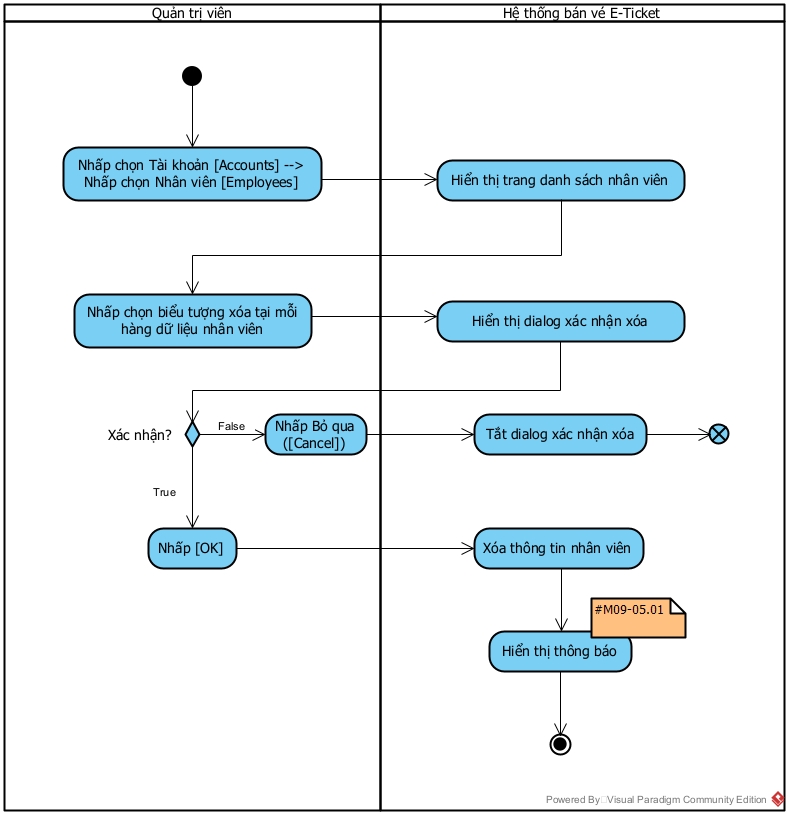 Quản trị viên
Hệ thống bán vé E-Ticket
Nhấp chọn Tài khoản [Accounts] -->
Nhấp chọn Nhân viên [Employees]
Hiển thị trang danh sách nhân viên
Nhấp chọn biểu tượng xóa tại mỗi
hàng dữ liệu nhân viên
Hiển thị dialog xác nhận xóa
Xác nhận?
False
Nhấp Bỏ qua
([Cancel])
Tắt dialog xác nhận xóa
True
Nhấp [OK]
Xóa thông tin nhân viên
#M09-05.01
Hiển thị thông báo
Powered By Visual Paradigm Community Edition